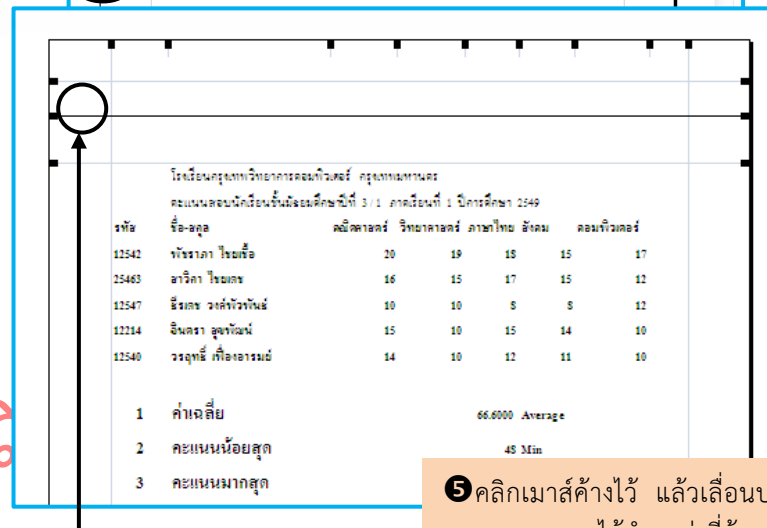 โรงเรียนกรุงเทพวิทยาการคอมพิวเตอร์ กรุงเทพมหานคร
คะแนนสอบนักเรียนชั้นมัธยมศึกษาปีที่ 3/1 ภาคเรียนที่ 1 ปีการศึกษา 2549
รหัส ชื่อ-สกุล คณิตศาสตร์ วิทยาศาสตร์ ภาษาไทย สังคม คอมพิวเตอร์
12542 พัชราภา ไชยเชื้อ 20 19 18 15 17
25463 อาวิภา ไชยเดช 16 15 17 15 12
12547 ธีรเดช วงศ์พัวพันธ์ 10 10 8 8 12
12214 อินทรา สุขพัฒน์ 15 10 15 14 10
12540 วรฤทธิ์ เฟื่องอารมย์ 14 10 12 11 10
1 ค่าเฉลี่ย 66.6000 Average
2 คะแนนน้อยสุด 48 Min
3 คะแนนมากสุด
❺คลิกเมาส์ค้างไว้ แล้วเลื่อน